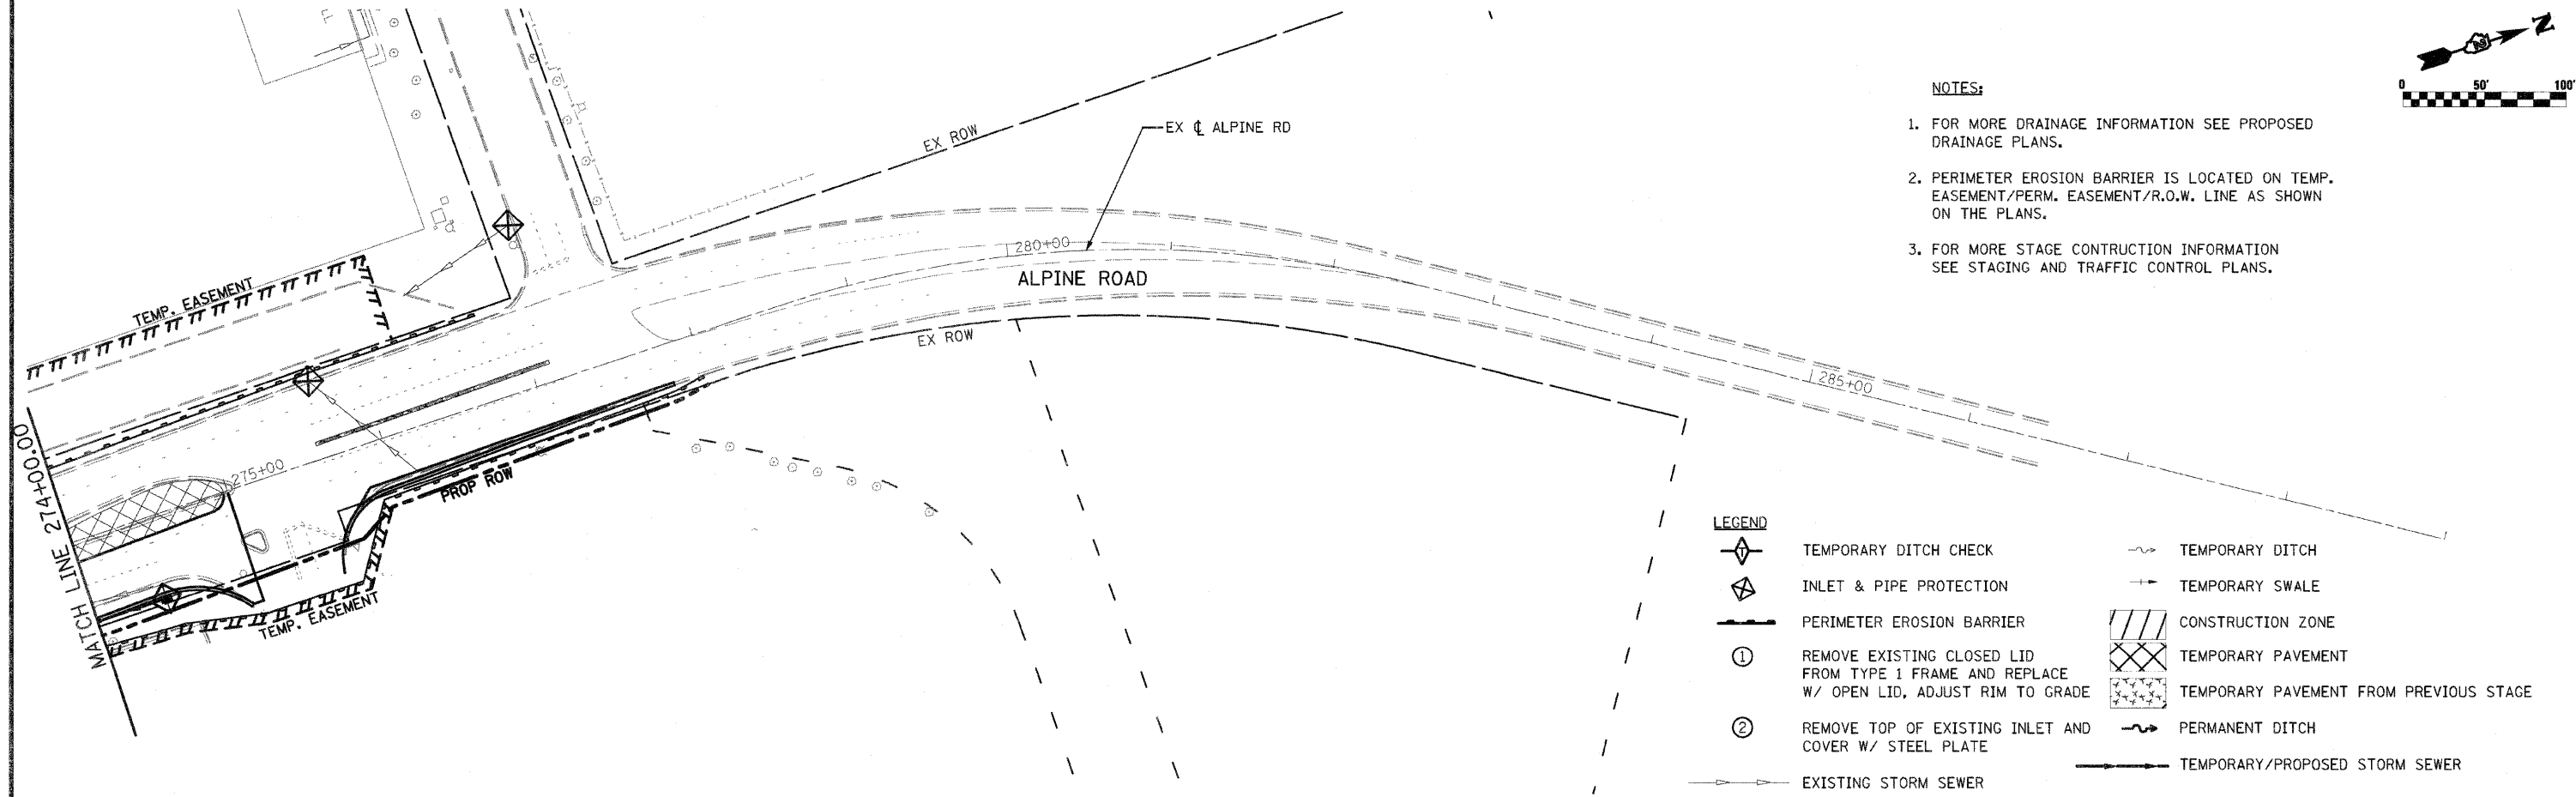 NOTES:
1. FOR MORE DRAINAGE INFORMATION SEE PROPOSED
DRAINAGE PLANS.
2. PERIMETER EROSION BARRIER IS LOCATED ON TEMP.
EASEMENT/PERM. EASEMENT/R.O.W. LINE AS SHOWN
ON THE PLANS.
3. FOR MORE STAGE CONTRUCTION INFORMATION
SEE STAGING AND TRAFFIC CONTROL PLANS.
N
0 50' 100'
EX ROW
EX ℄ ALPINE RD
280+00
ALPINE ROAD
EX ROW
285+00
TEMP. EASEMENT
275+00
PROP ROW
MATCH LINE 274+00.00
TEMP. EASEMENT
LEGEND
T TEMPORARY DITCH CHECK
INLET & PIPE PROTECTION
PERIMETER EROSION BARRIER
1 REMOVE EXISTING CLOSED LID
FROM TYPE 1 FRAME AND REPLACE
W/ OPEN LID, ADJUST RIM TO GRADE
2 REMOVE TOP OF EXISTING INLET AND
COVER W/ STEEL PLATE
EXISTING STORM SEWER
TEMPORARY DITCH
TEMPORARY SWALE
CONSTRUCTION ZONE
TEMPORARY PAVEMENT
TEMPORARY PAVEMENT FROM PREVIOUS STAGE
PERMANENT DITCH
TEMPORARY/PROPOSED STORM SEWER